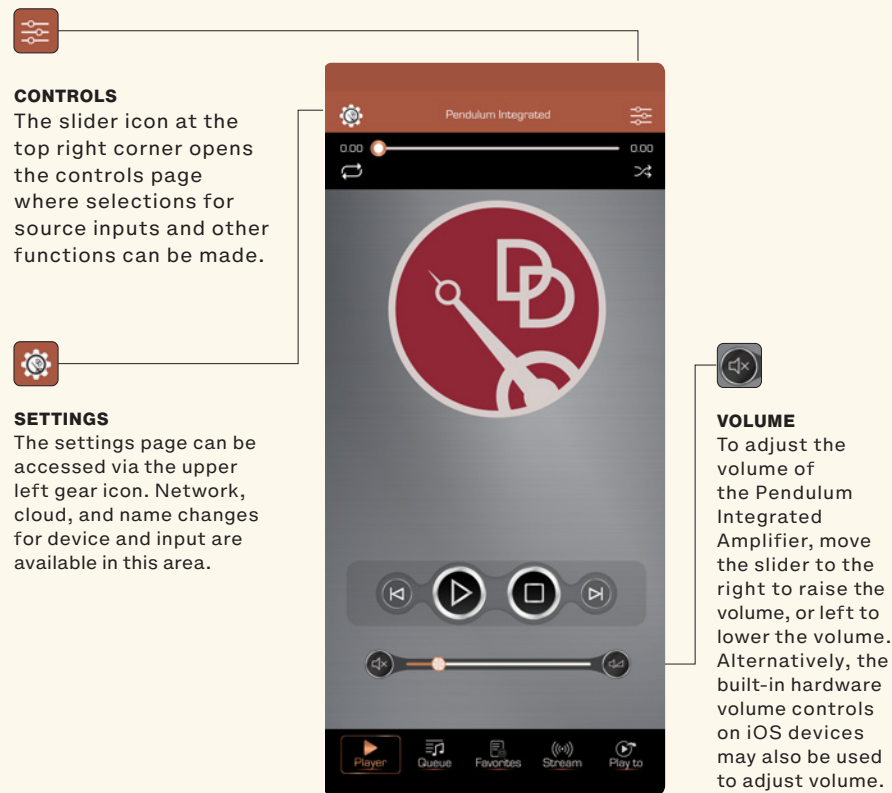 CONTROLS
The slider icon at the
top right corner opens
the controls page
where selections for
source inputs and other
functions can be made.
SETTINGS
The settings page can be
accessed via the upper
left gear icon. Network,
cloud, and name changes
for device and input are
available in this area.
Pendulum Integrated
0.00
0.00
DD
Player
Queue
Favorites
Stream
Play to
VOLUME
To adjust the
volume of
the Pendulum
Integrated
Amplifier, move
the slider to the
right to raise the
volume, or left to
lower the volume.
Alternatively, the
built-in hardware
volume controls
on iOS devices
may also be used
to adjust volume.